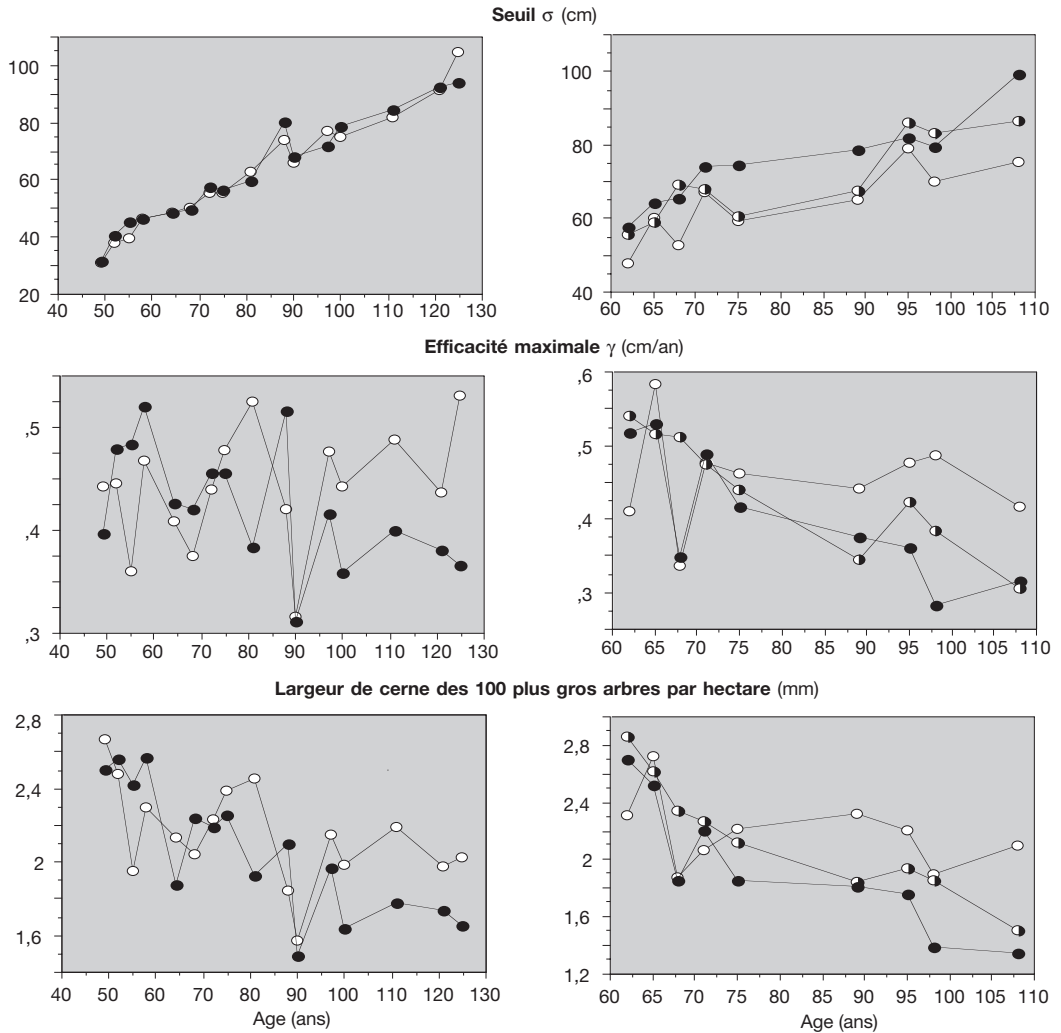 Seuil σ (cm)
100
80
60
40
20
40 50 60 70 80 90 100 110 120 130
100
80
60
40
60 65 70 75 80 85 90 95 100 105 110
Efficacité maximale γ (cm/an)
,5
,4
,3
40 50 60 70 80 90 100 110 120 130
,6
,5
,4
,3
60 65 70 75 80 85 90 95 100 105 110
Largeur de cerne des 100 plus gros arbres par hectare (mm)
2,8
2,4
2
1,6
40 50 60 70 80 90 100 110 120 130
Age (ans)
2,8
2,4
2
1,6
1,2
60 65 70 75 80 85 90 95 100 105 110
Age (ans)